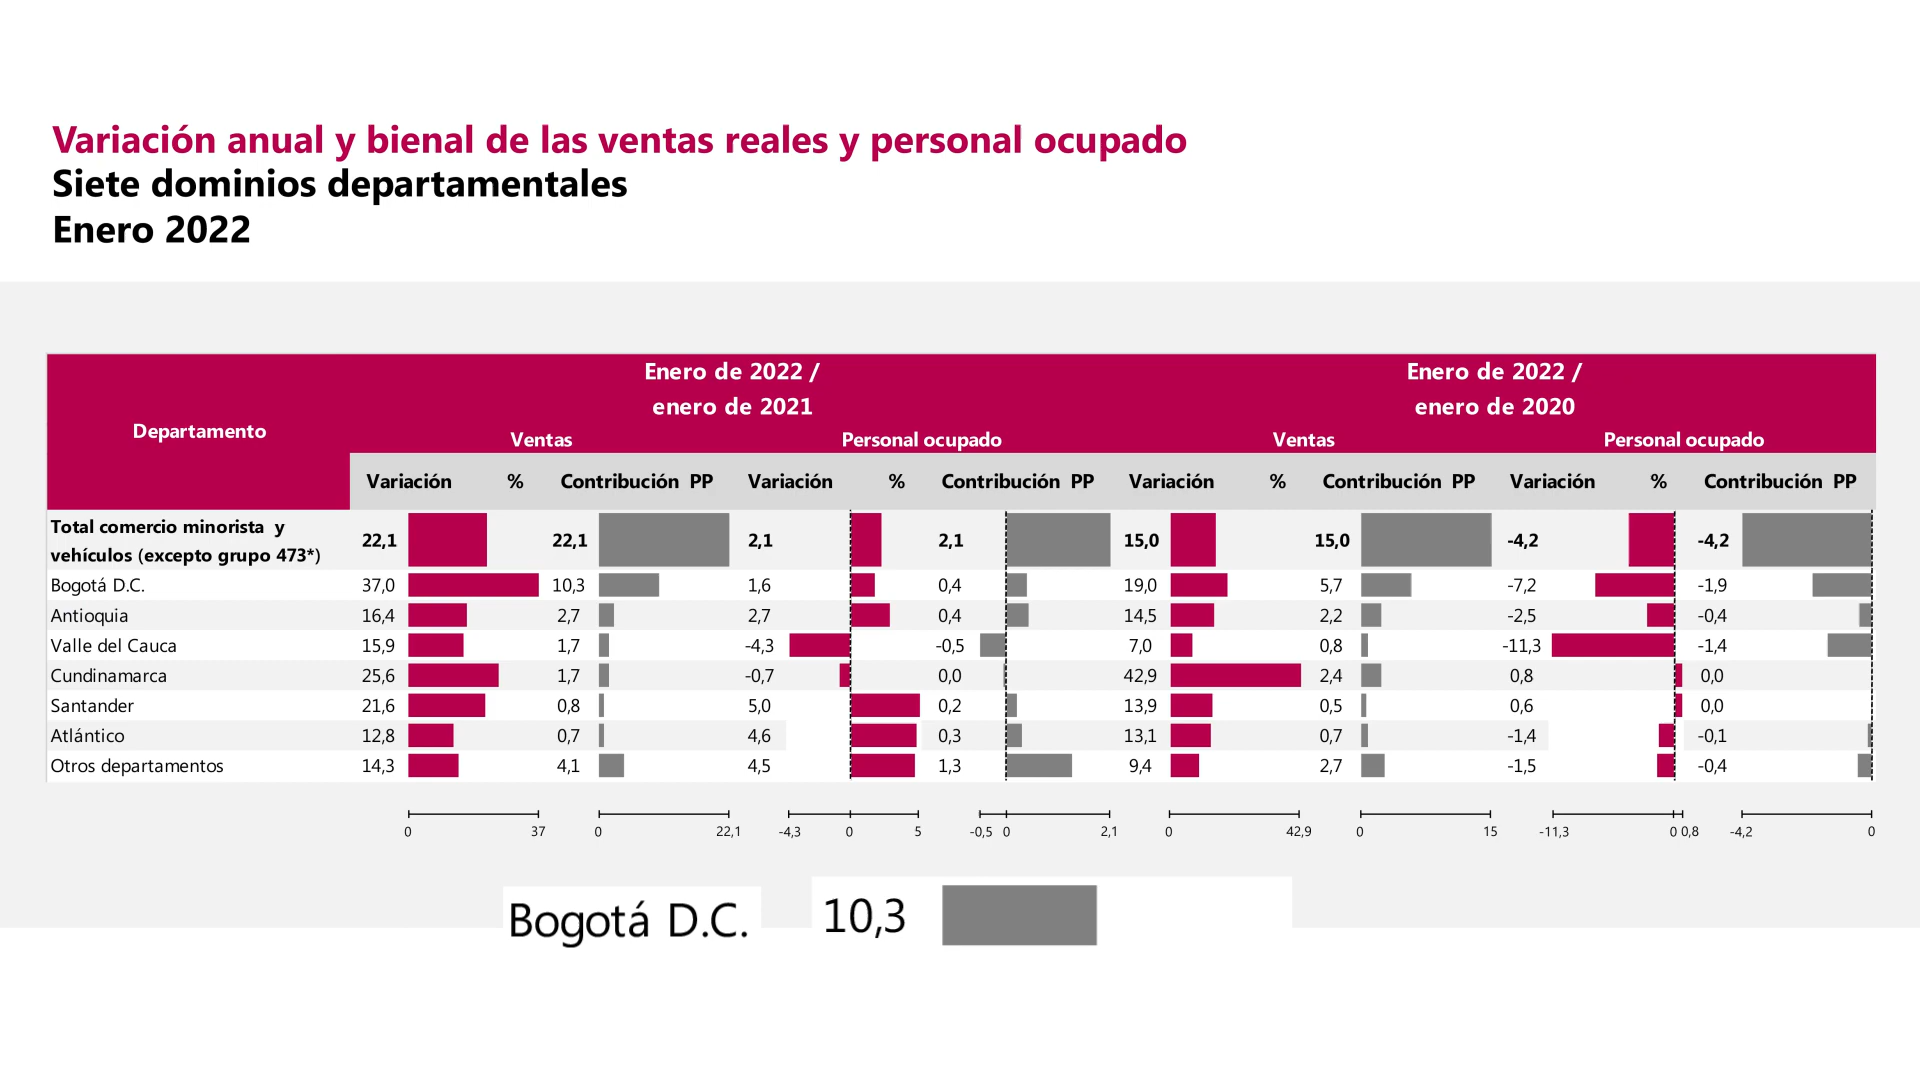 Variación anual y bienal de las ventas reales y personal ocupado
Siete dominios departamentales
Enero 2022
Enero de 2022 / Enero de 2022 /
enero de 2021 enero de 2020
Departamento
Ventas Personal ocupado Ventas Personal ocupado
Variación % Contribución PP Variación % Contribución PP Variación % Contribución PP Variación % Contribución PP
Total comercio minorista y
vehículos (excepto grupo 473*) 22,1 22,1 2,1 2,1 15,0 15,0 -4,2 -4,2
Bogotá D.C. 37,0 10,3 1,6 0,4 19,0 5,7 -7,2 -1,9
Antioquia 16,4 2,7 2,7 0,4 14,5 2,2 -2,5 -0,4
Valle del Cauca 15,9 1,7 -4,3 -0,5 7,0 0,8 -11,3 -1,4
Cundinamarca 25,6 1,7 -0,7 0,0 42,9 2,4 0,8 0,0
Santander 21,6 0,8 5,0 0,2 13,9 0,5 0,6 0,0
Atlántico 12,8 0,7 4,6 0,3 13,1 0,7 -1,4 -0,1
Otros departamentos 14,3 4,1 4,5 1,3 9,4 2,7 -1,5 -0,4
0 37 0 22,1 -4,3 0 5 -0,5 0 2,1 0 42,9 0 15 -11,3 0 0,8 -4,2 0
Bogotá D.C. 10,3